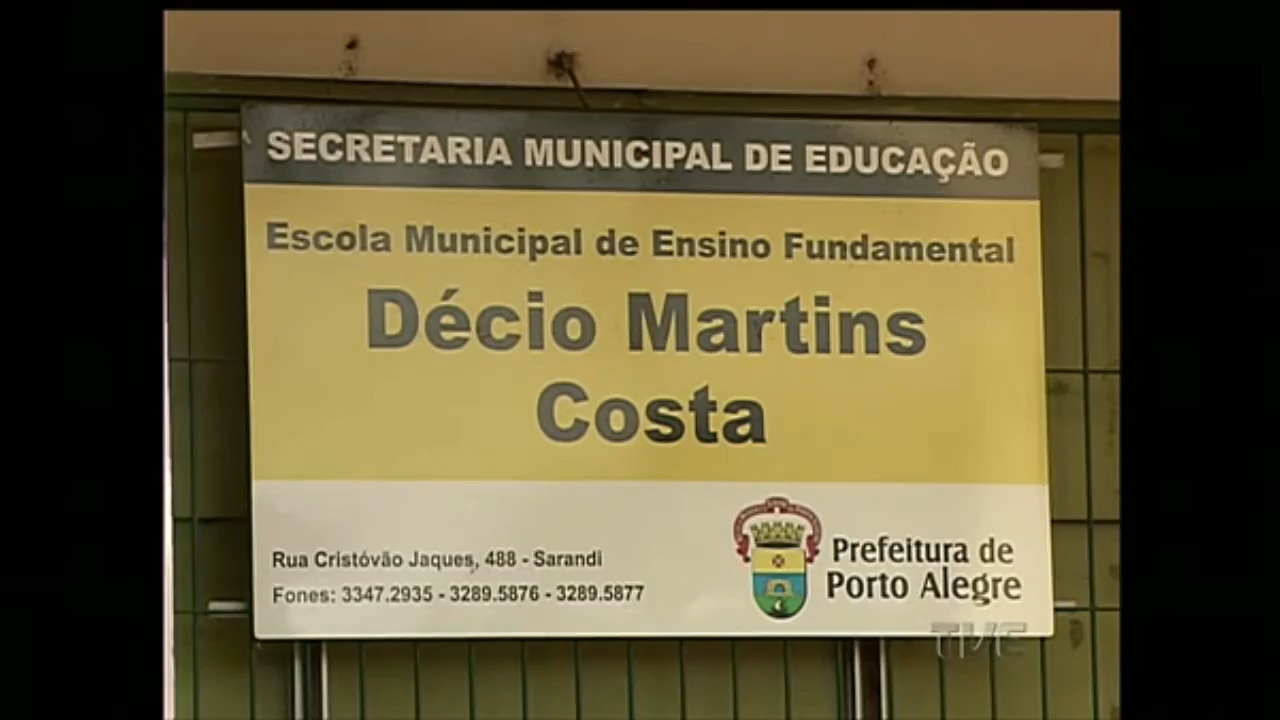 SECRETARIA MUNICIPAL DE EDUCAÇÃO
Escola Municipal de Ensino Fundamental
Décio Martins
Costa
Rua Cristóvão Jaques, 488 - Sarandi
Fones: 3347.2935 - 3289.5876 - 3289.5877
Prefeitura de
Porto Alegre
TVE